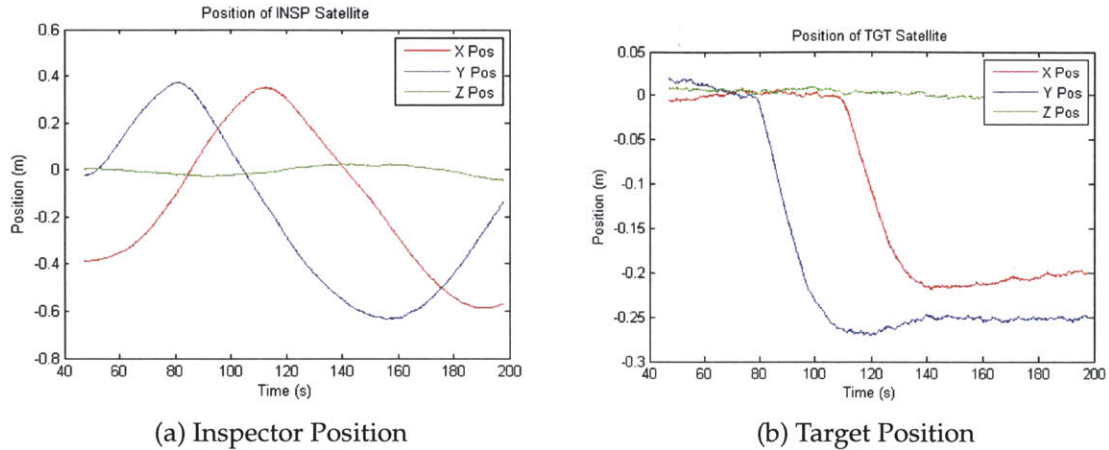 Position of INSP Satellite
0.6
0.4
0.2
0
-0.2
-0.4
-0.6
-0.8
Position (m)
X Pos
Y Pos
Z Pos
40 60 80 100 120 140 160 180 200
Time (s)
(a) Inspector Position
Position of TGT Satellite
0.05
0
-0.05
-0.1
-0.15
-0.2
-0.25
-0.3
Position (m)
X Pos
Y Pos
Z Pos
40 60 80 100 120 140 160 180 200
Time (s)
(b) Target Position